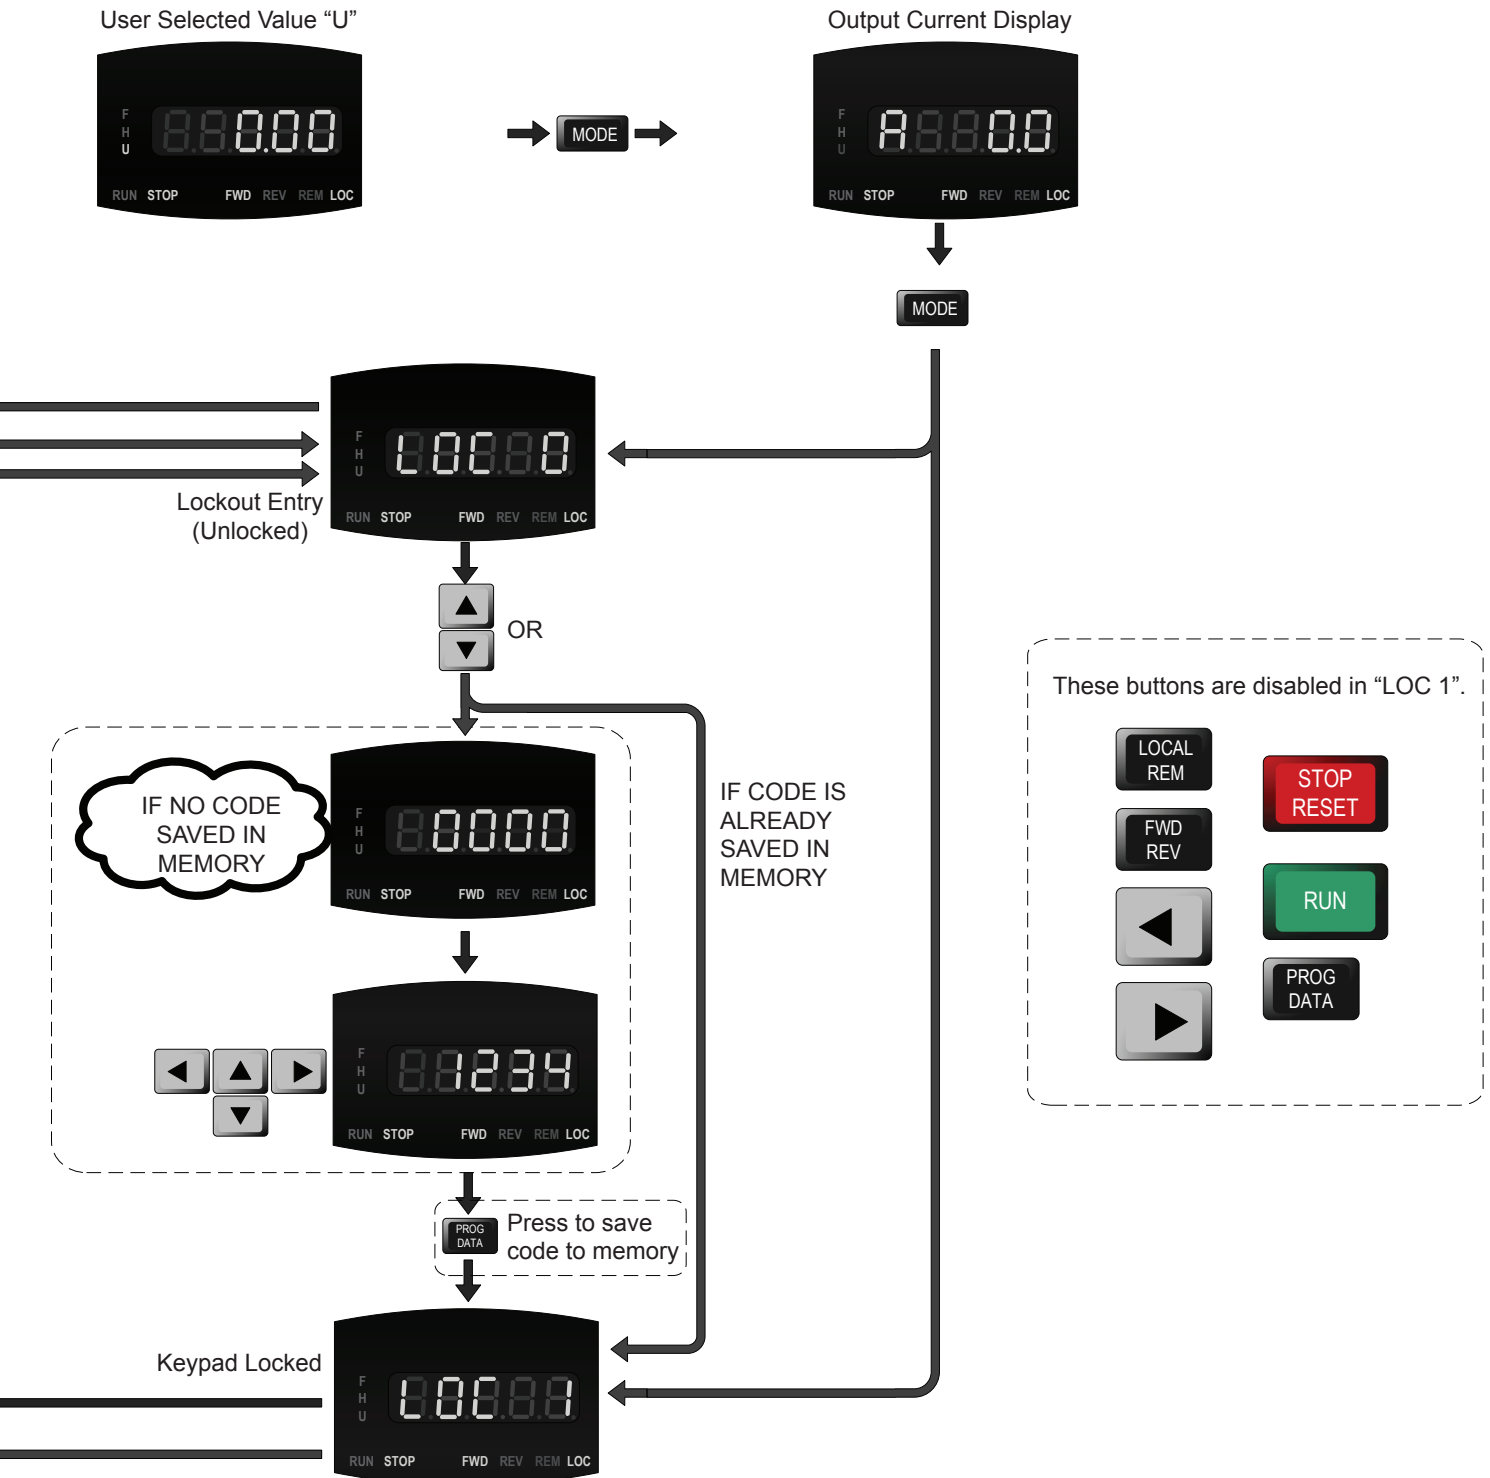 User Selected Value “U”
Output Current Display
F
H
U
0.00
RUN STOP FWD REV REM LOC
MODE
F
H
U
A 0.0
RUN STOP FWD REV REM LOC
MODE
F
H
U
LOC 0
RUN STOP FWD REV REM LOC
Lockout Entry
(Unlocked)
OR
IF NO CODE
SAVED IN
MEMORY
F
H
U
0000
RUN STOP FWD REV REM LOC
IF CODE IS
ALREADY
SAVED IN
MEMORY
F
H
U
1234
RUN STOP FWD REV REM LOC
PROG
DATA
Press to save
code to memory
Keypad Locked
F
H
U
LOC 1
RUN STOP FWD REV REM LOC
These buttons are disabled in “LOC 1”.
LOCAL
REM
STOP
RESET
FWD
REV
RUN
PROG
DATA